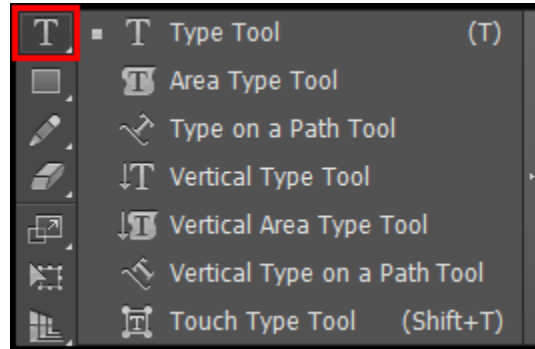 T Type Tool (T)
Area Type Tool
Type on a Path Tool
Vertical Type Tool
Vertical Area Type Tool
Vertical Type on a Path Tool
Touch Type Tool (Shift+T)